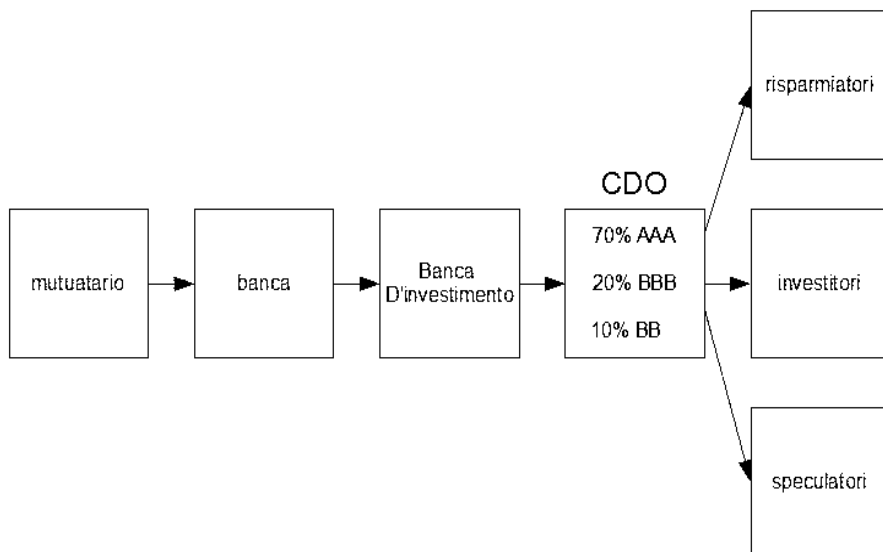 mutuatario
banca
Banca
D'investimento
CDO
70% AAA
20% BBB
10% BB
risparmiatori
investitori
speculatori